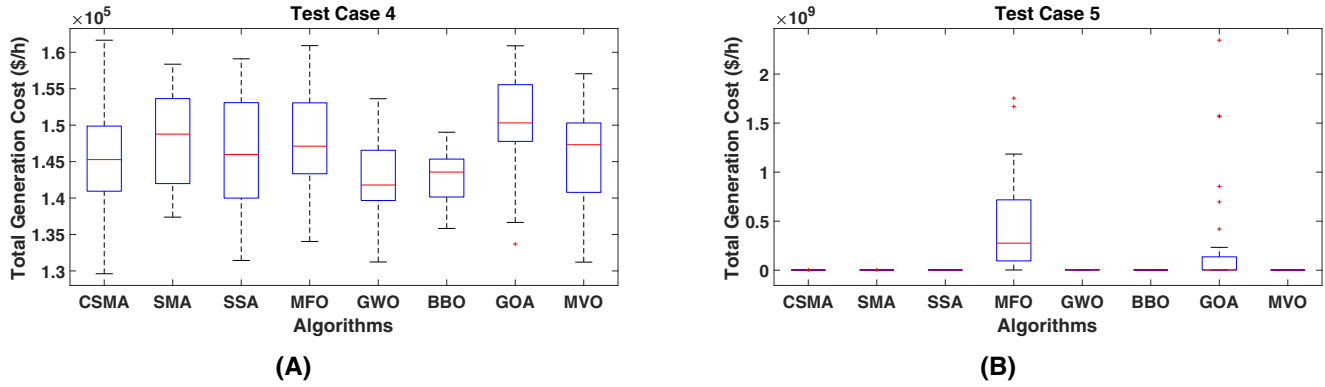 Test Case 4
×10^5
Total Generation Cost ($/h)
1.6
1.55
1.5
1.45
1.4
1.35
1.3
CSMA SMA SSA MFO GWO BBO GOA MVO
Algorithms
(A)
Test Case 5
×10^9
Total Generation Cost ($/h)
2
1.5
1
0.5
0
CSMA SMA SSA MFO GWO BBO GOA MVO
Algorithms
(B)